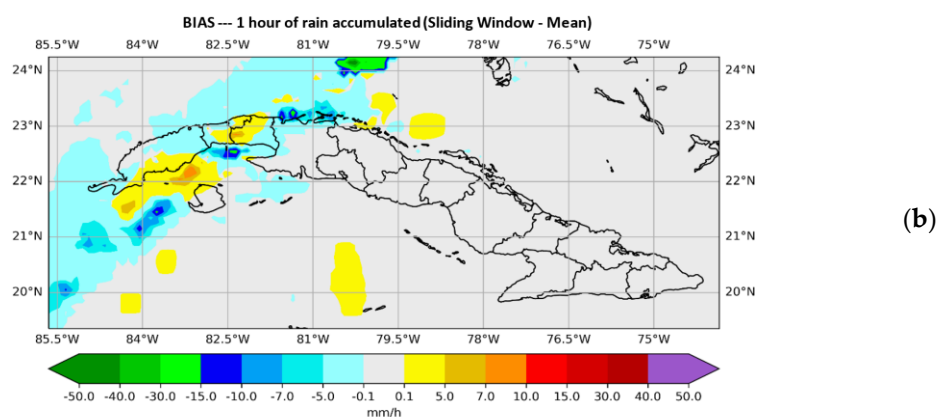 BIAS --- 1 hour of rain accumulated (Sliding Window - Mean)
85.5°W 84°W 82.5°W 81°W 79.5°W 78°W 76.5°W 75°W
24°N 24°N
23°N 23°N
22°N 22°N
21°N 21°N
20°N 20°N
(b)
85.5°W 84°W 82.5°W 81°W 79.5°W 78°W 76.5°W 75°W
-50.0 -40.0 -30.0 -15.0 -10.0 -7.0 -5.0 -0.1 0.1 5.0 7.0 10.0 15.0 30.0 40.0 50.0
mm/h